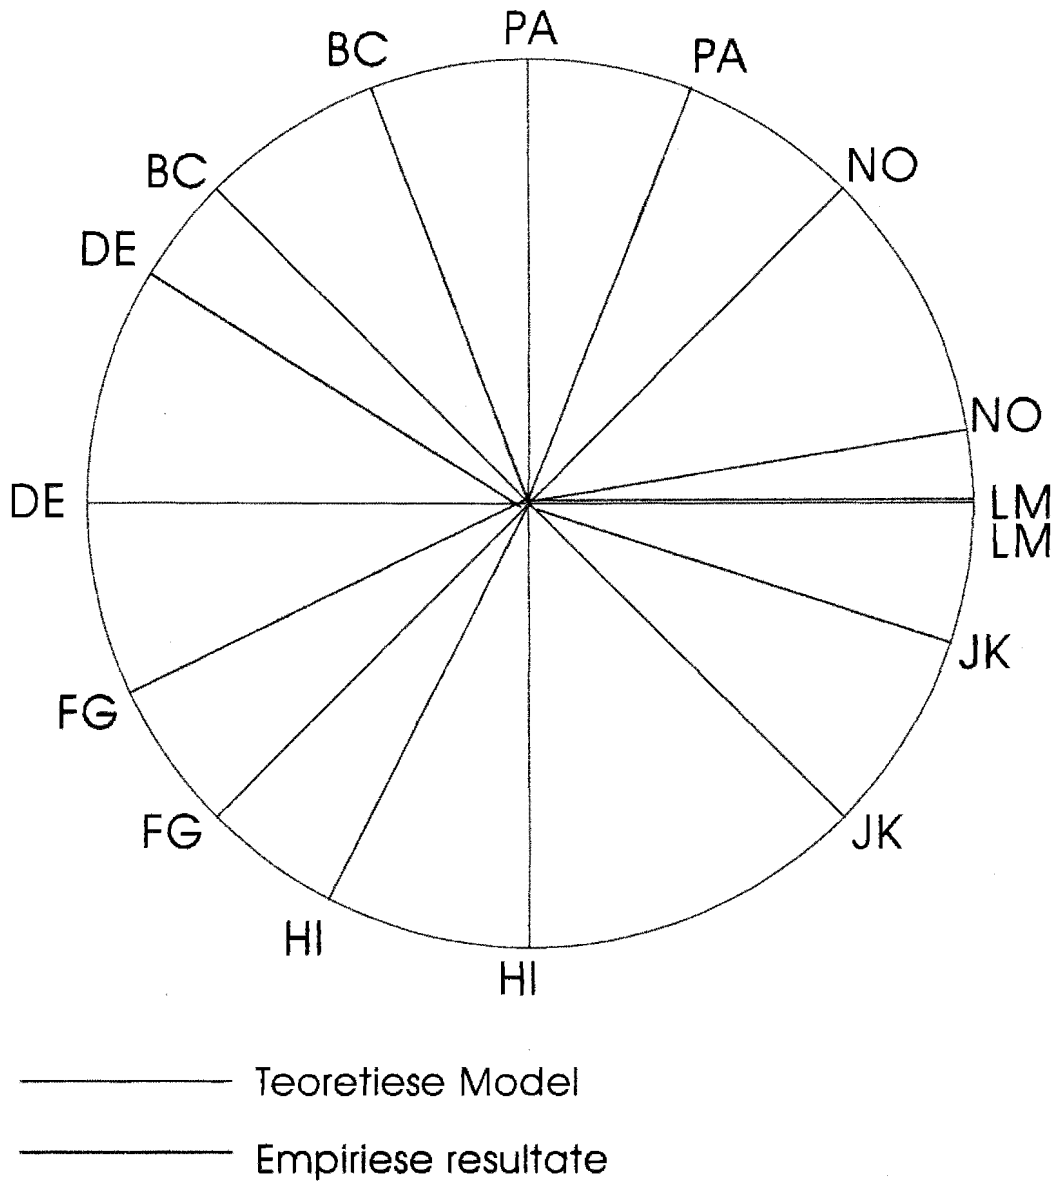 PA
BC
PA
BC
NO
DE
NO
DE
LM
LM
JK
FG
FG
JK
HI
HI
Teoretiese Model
Empiriese resultate